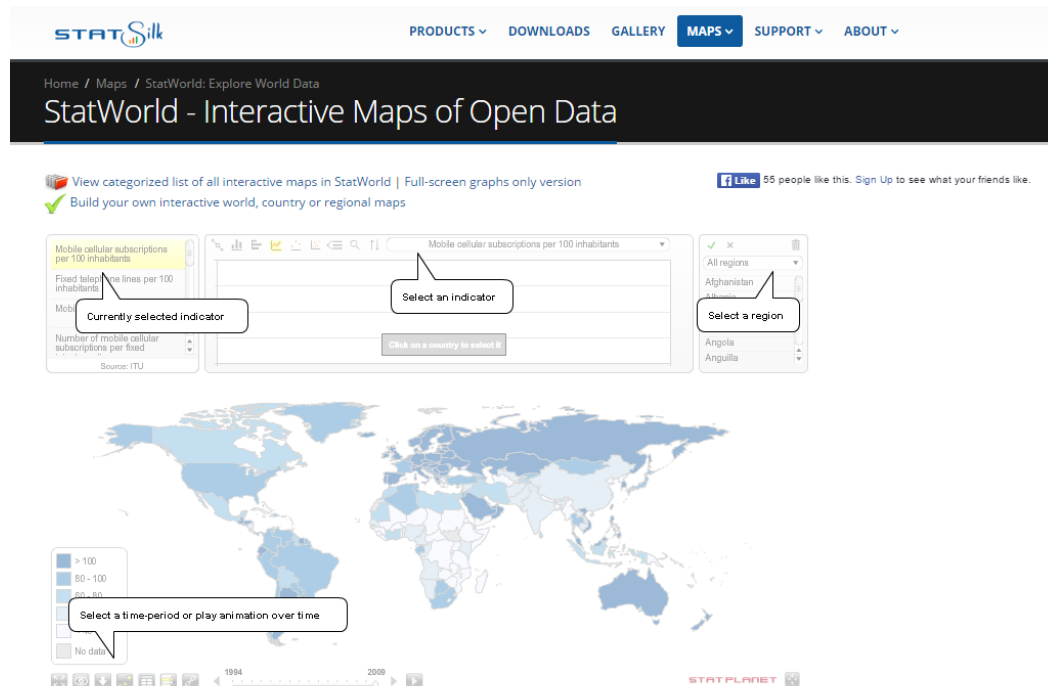 STATSilk
PRODUCTS DOWNLOADS GALLERY MAPS SUPPORT ABOUT
Home / Maps / StatWorld: Explore World Data
StatWorld - Interactive Maps of Open Data
View categorized list of all interactive maps in StatWorld | Full-screen graphs only version
Like 55 people like this. Sign Up to see what your friends like.
Build your own interactive world, country or regional maps
Mobile cellular subscriptions
per 100 inhabitants
Fixed telephone lines per 100
inhabitants
Currently selected indicator
Number of mobile cellular
subscriptions per fixed
Source: ITU
Mobile cellular subscriptions per 100 inhabitants
Select an indicator
Click on a country to select it
All regions
Afghanistan
Select a region
Angola
Anguilla
> 100
80 - 100
60 - 80
Select a time-period or play animation over time
No data
1994 2009
STATPLANET